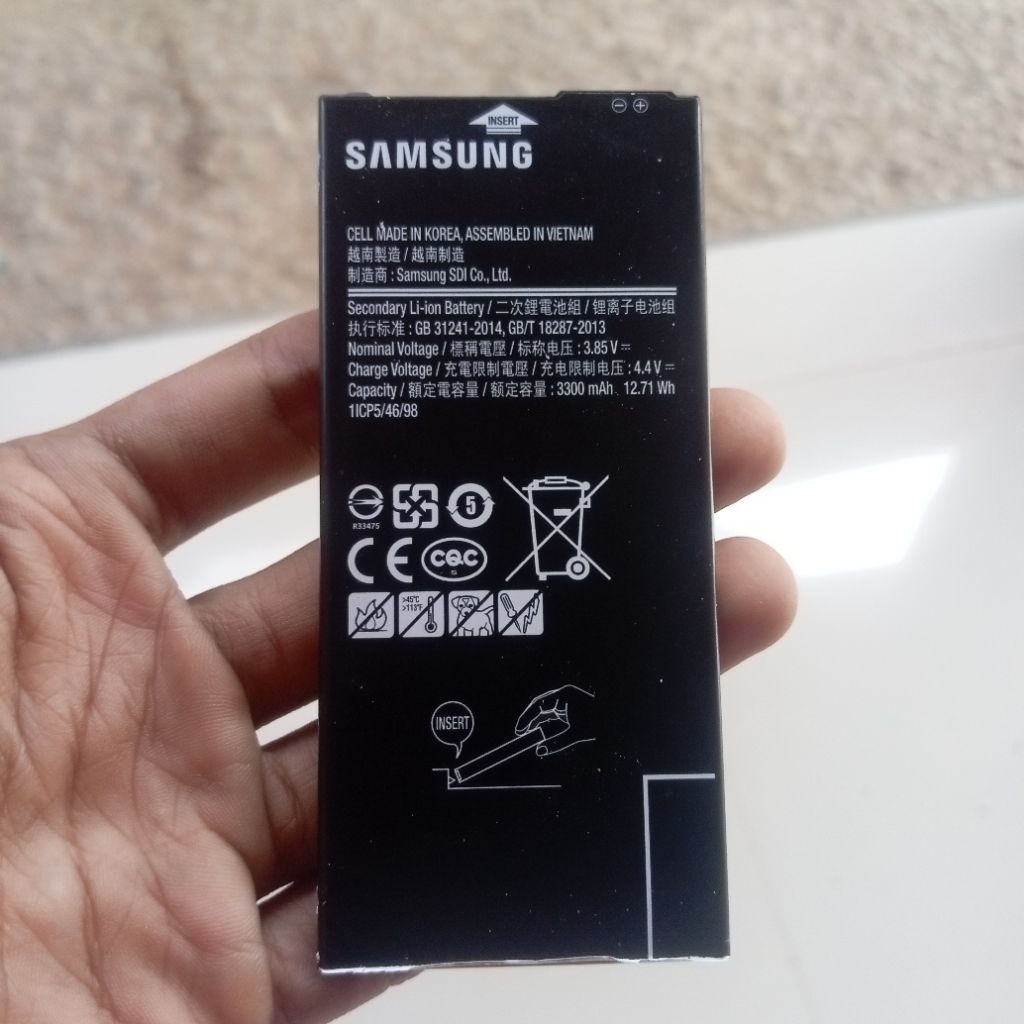 INSERT
SAMSUNG
CELL MADE IN KOREA, ASSEMBLED IN VIETNAM
越南製造 / 越南制造
制造商 : Samsung SDI Co., Ltd.
Secondary Li-ion Battery / 二次鋰電池組 / 锂离子电池组
执行标准 : GB 31241-2014, GB/T 18287-2013
Nominal Voltage / 標稱電壓 / 标称电压 : 3.85 V
Charge Voltage / 充電限制電壓 / 充电限制电压 : 4.4 V
Capacity / 額定電容量 / 额定容量 : 3300 mAh 12.71 Wh
1ICP5/46/98
5
R33475
CE CQC
S
>45°C
>113°F
INSERT